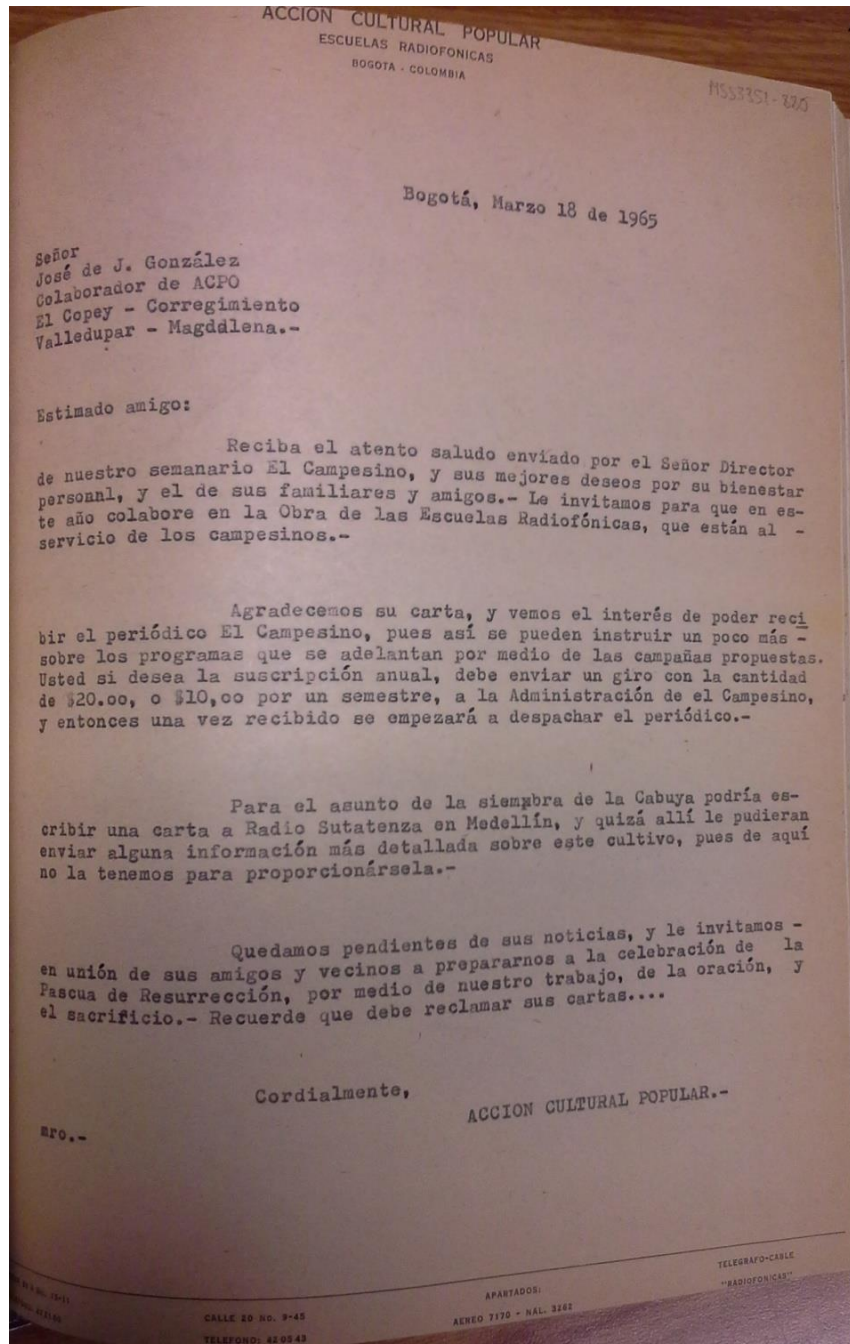 ACCION CULTURAL POPULAR
ESCUELAS RADIOFONICAS
BOGOTA - COLOMBIA
MSS3351-220
Bogotá, Marzo 18 de 1965
Señor
José de J. González
Colaborador de ACPO
El Copey - Corregimiento
Valledupar - Magdalena.-
Estimado amigo:
Reciba el atento saludo enviado por el Señor Director
de nuestro semanario El Campesino, y sus mejores deseos por su bienestar
personnl, y el de sus familiares y amigos.- Le invitamos para que en es-
te año colabore en la Obra de las Escuelas Radiofónicas, que están al -
servicio de los campesinos.-
Agradecemos su carta, y vemos el interés de poder reci
bir el periódico El Campesino, pues así se pueden instruir un poco más -
sobre los programas que se adelantan por medio de las campañas propuestas.
Usted si desea la suscripción anual, debe enviar un giro con la cantidad
de $20.oo, o $10,oo por un semestre, a la Administración de el Campesino,
y entonces una vez recibido se empezará a despachar el periódico.-
Para el asunto de la siembra de la Cabuya podría es-
cribir una carta a Radio Sutatenza en Medellín, y quizá allí le pudieran
enviar alguna información más detallada sobre este cultivo, pues de aquí
no la tenemos para proporcionársela.-
Quedamos pendientes de sus noticias, y le invitamos -
en unión de sus amigos y vecinos a prepararnos a la celebración de la
Pascua de Resurrección, por medio de nuestro trabajo, de la oración, y
el sacrificio.- Recuerde que debe reclamar sus cartas....
Cordialmente,
ACCION CULTURAL POPULAR.-
mro.-
CALLE 20 No. 9-45
TELEFONO: 42 05 43
APARTADOS:
AEREO 7170 - NAL. 3262
TELEGRAFO-CABLE
"RADIOFONICAS"